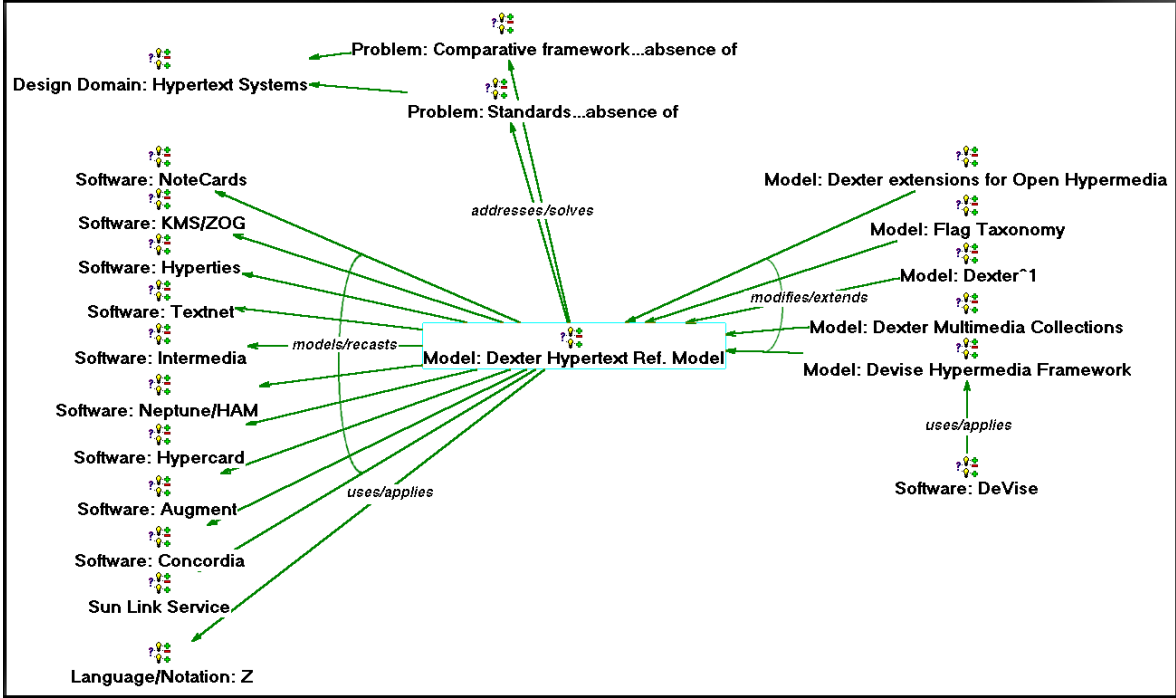 Problem: Comparative framework...absence of
Design Domain: Hypertext Systems
Problem: Standards...absence of
Software: NoteCards
Model: Dexter extensions for Open Hypermedia
addresses/solves
Software: KMS/ZOG
Model: Flag Taxonomy
Software: Hyperties
Model: Dexter^1
modifies/extends
Software: Textnet
Model: Dexter Multimedia Collections
models/recasts
Software: Intermedia
Model: Dexter Hypertext Ref. Model
Model: Devise Hypermedia Framework
Software: Neptune/HAM
uses/applies
Software: Hypercard
uses/applies
Software: DeVise
Software: Augment
Software: Concordia
Sun Link Service
Language/Notation: Z